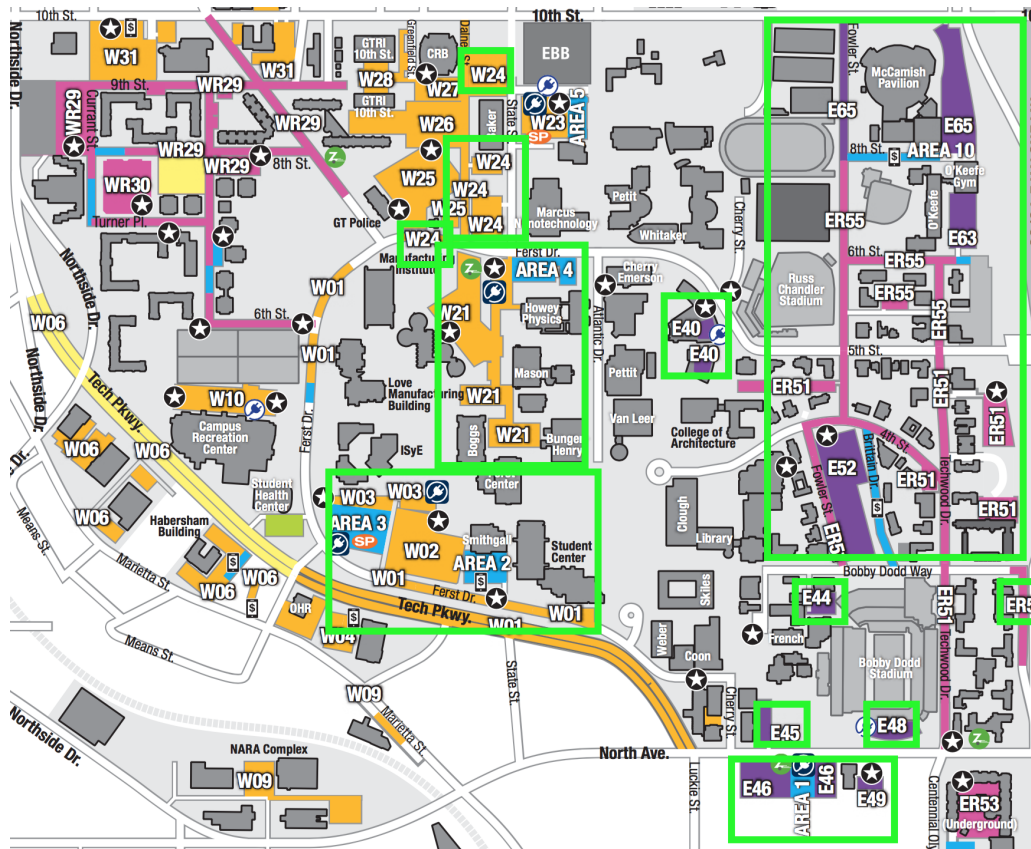 10th St.
10th St.
Northside Dr.
W31
$
W31
GTRI
10th St.
Greenfield St.
CRB
W24
EBB
Fowler St.
McCamish
Pavilion
9th St.
WR29
W28
W27
GTRI
10th St.
State St.
W23
SP
AREA 5
E65
E65
WR29
Currant St.
WR29
W26
WR29
WR29
8th St.
W24
8th St.
$
AREA 10
WR30
W25
W24
O'Keefe
Gym
Petit
Cherry St.
O'Keefe
Turner Pl.
GT Police
W25
W24
Marcus
Nanotechnology
ER55
E63
W24
Whitaker
Manufacturing
Institute
Ferst Dr.
AREA 4
6th St.
ER55
Northside Dr.
W01
Cherry
Emerson
Russ
Chandler
Stadium
ER55
ER55
W06
6th St.
W21
Howey
Physics
Atlantic Dr.
E40
E40
W01
5th St.
Northside Dr.
Tech Pkwy.
Love
Manufacturing
Building
Mason
Pettit
ER51
ER51
W10
W21
Van Leer
Campus
Recreation
Center
Ferst Dr.
W21
Boggs
Bunger
Henry
College of
Architecture
4th St.
ER51
W06
W06
ISyE
E52
Brittain Dr.
Fowler St.
ER51
Techwood Dr.
Student
Health
Center
W03
W03
Center
Clough
$
ER51
W06
Means St.
Habersham
Building
AREA 3
SP
W02
Smithgall
Student
Center
Library
Marietta St.
$
W06
W06
W01
AREA 2
$
Bobby Dodd Way
$
OHR
$
Ferst Dr.
Tech Pkwy.
W01
W01
Skiles
E44
ER51
W04
Means St.
Weber
French
Coon
Bobby Dodd
Stadium
Techwood Dr.
State St.
W09
Marietta St.
Cherry St.
E45
E48
Northside Dr.
NARA Complex
North Ave.
W09
Luckie St.
E46
AREA 1
E46
E49
ER53
(Underground)